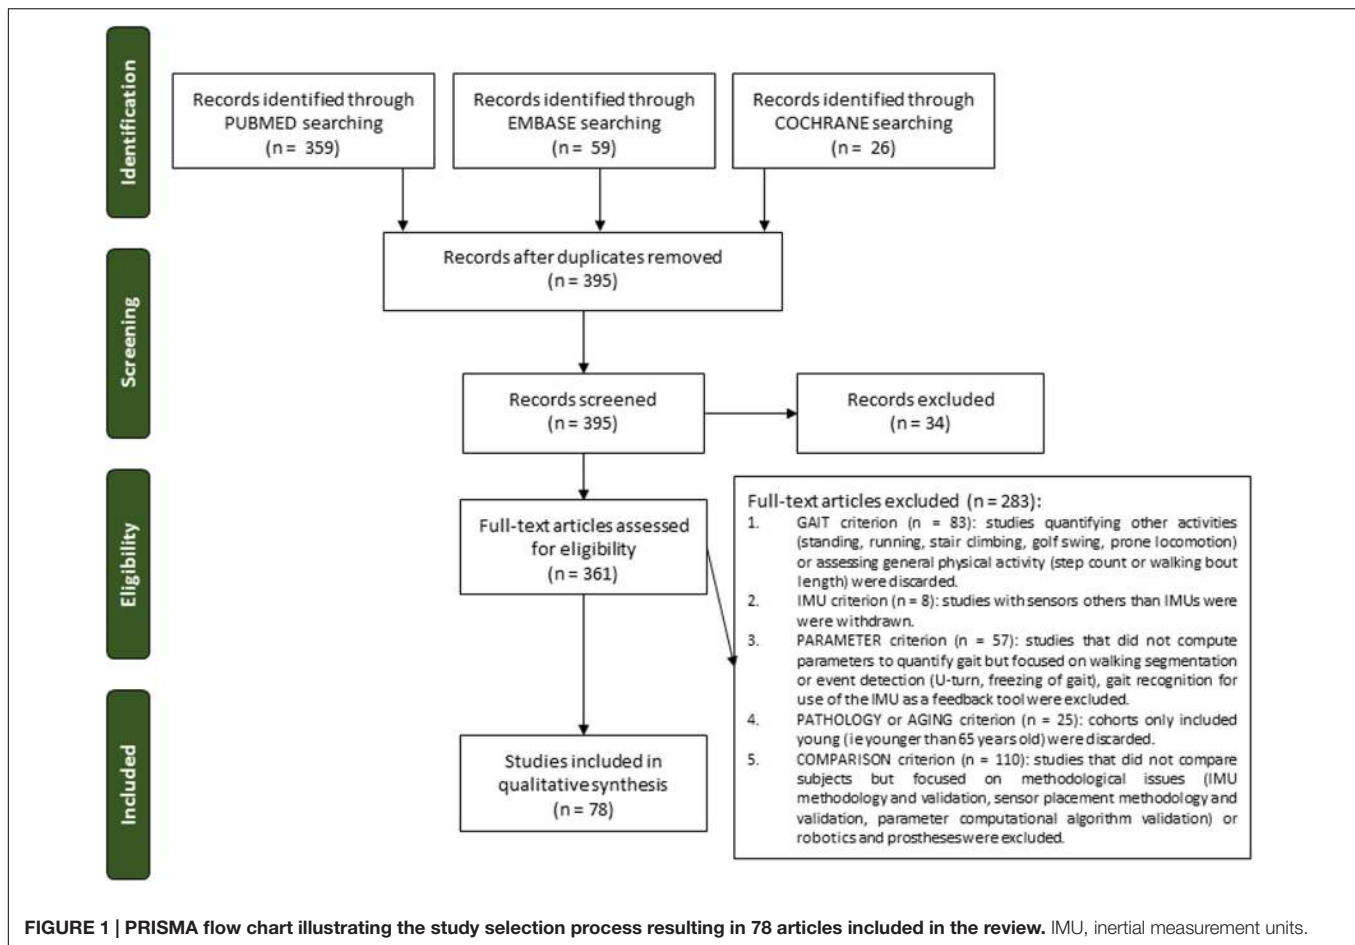 Identification
Records identified through
PUBMED searching
(n = 359)
Records identified through
EMBASE searching
(n = 59)
Records identified through
COCHRANE searching
(n = 26)
Screening
Records after duplicates removed
(n = 395)
Records screened
(n = 395)
Records excluded
(n = 34)
Eligibility
Full-text articles assessed
for eligibility
(n = 361)
Full-text articles excluded (n = 283):
1. GAIT criterion (n = 83): studies quantifying other activities
(standing, running, stair climbing, golf swing, prone locomotion)
or assessing general physical activity (step count or walking bout
length) were discarded.
2. IMU criterion (n = 8): studies with sensors others than IMUs were
were withdrawn.
3. PARAMETER criterion (n = 57): studies that did not compute
parameters to quantify gait but focused on walking segmentation
or event detection (U-turn, freezing of gait), gait recognition for
use of the IMU as a feedback tool were excluded.
4. PATHOLOGY or AGING criterion (n = 25): cohorts only included
young (ie younger than 65 years old) were discarded.
5. COMPARISON criterion (n = 110): studies that did not compare
subjects but focused on methodological issues (IMU
methodology and validation, sensor placement methodology and
validation, parameter computational algorithm validation) or
robotics and prostheses were excluded.
Included
Studies included in
qualitative synthesis
(n = 78)
FIGURE 1 | PRISMA flow chart illustrating the study selection process resulting in 78 articles included in the review. IMU, inertial measurement units.